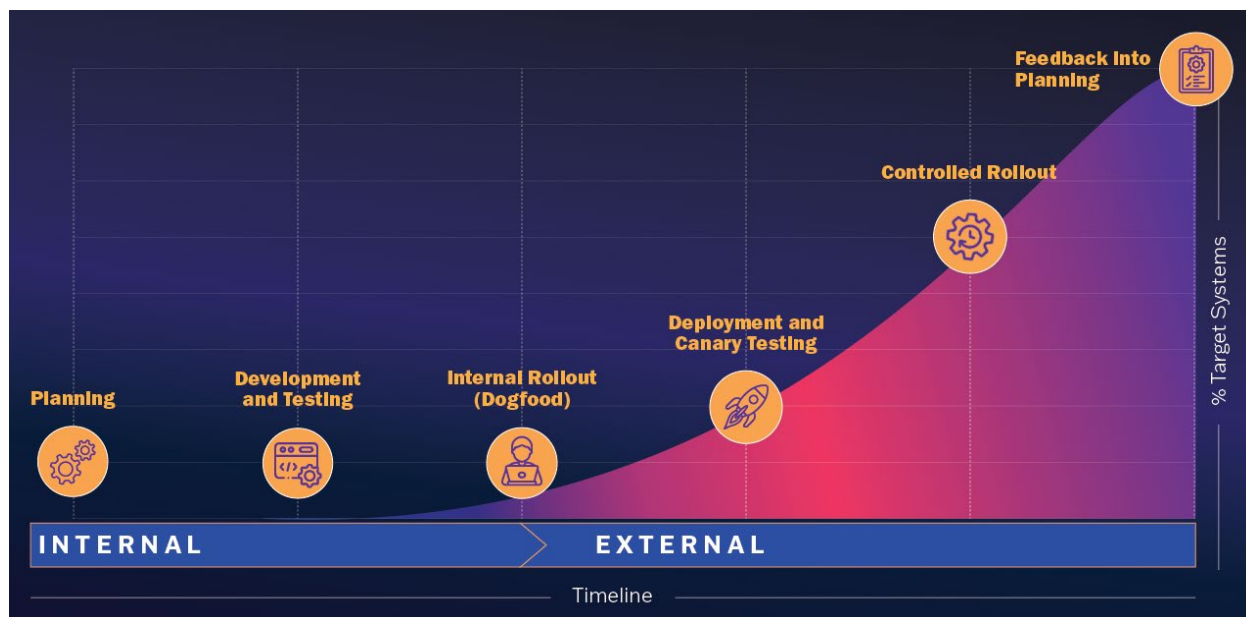 Feedback into
Planning
Controlled Rollout
Deployment and
Canary Testing
Internal Rollout
(Dogfood)
Development
and Testing
Planning
% Target Systems
INTERNAL
EXTERNAL
Timeline